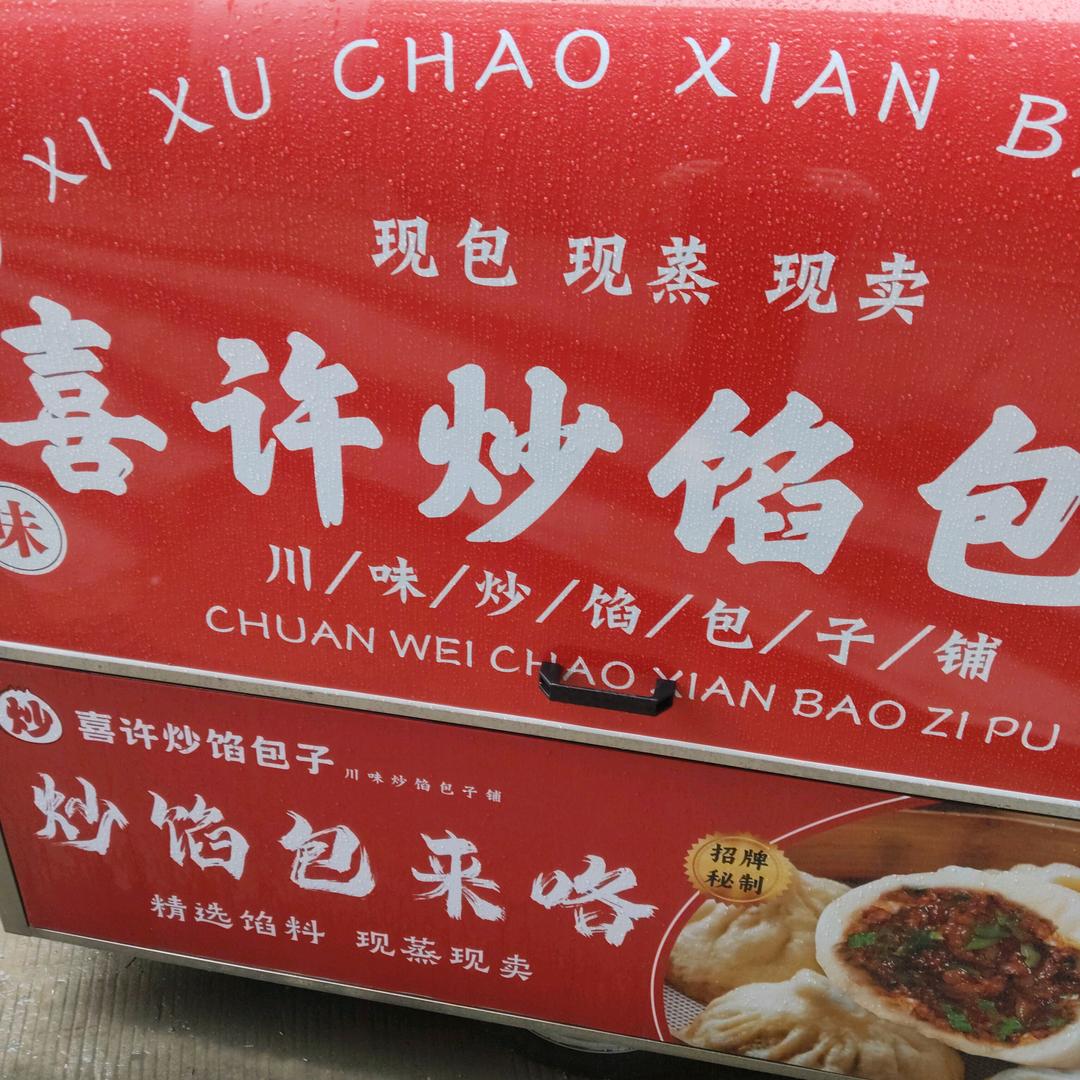 XI XU CHAO XIAN B
现包 现蒸 现卖
喜许炒馅包
味
川/味/炒/馅/包/子/铺
CHUAN WEI CHAO XIAN BAO ZI PU
炒
喜许炒馅包子
川味炒馅包子铺
炒馅包来咯
招牌
秘制
精选馅料 现蒸现卖